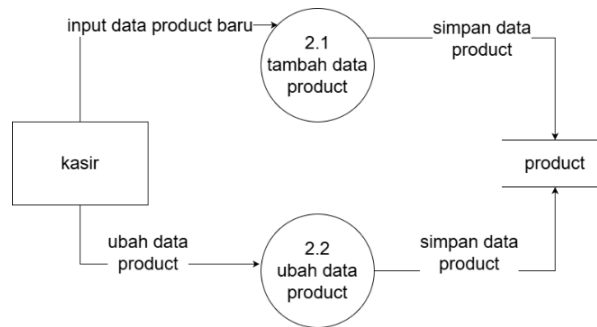 input data product baru
2.1
tambah data
product
simpan data
product
kasir
product
ubah data
product
2.2
ubah data
product
simpan data
product